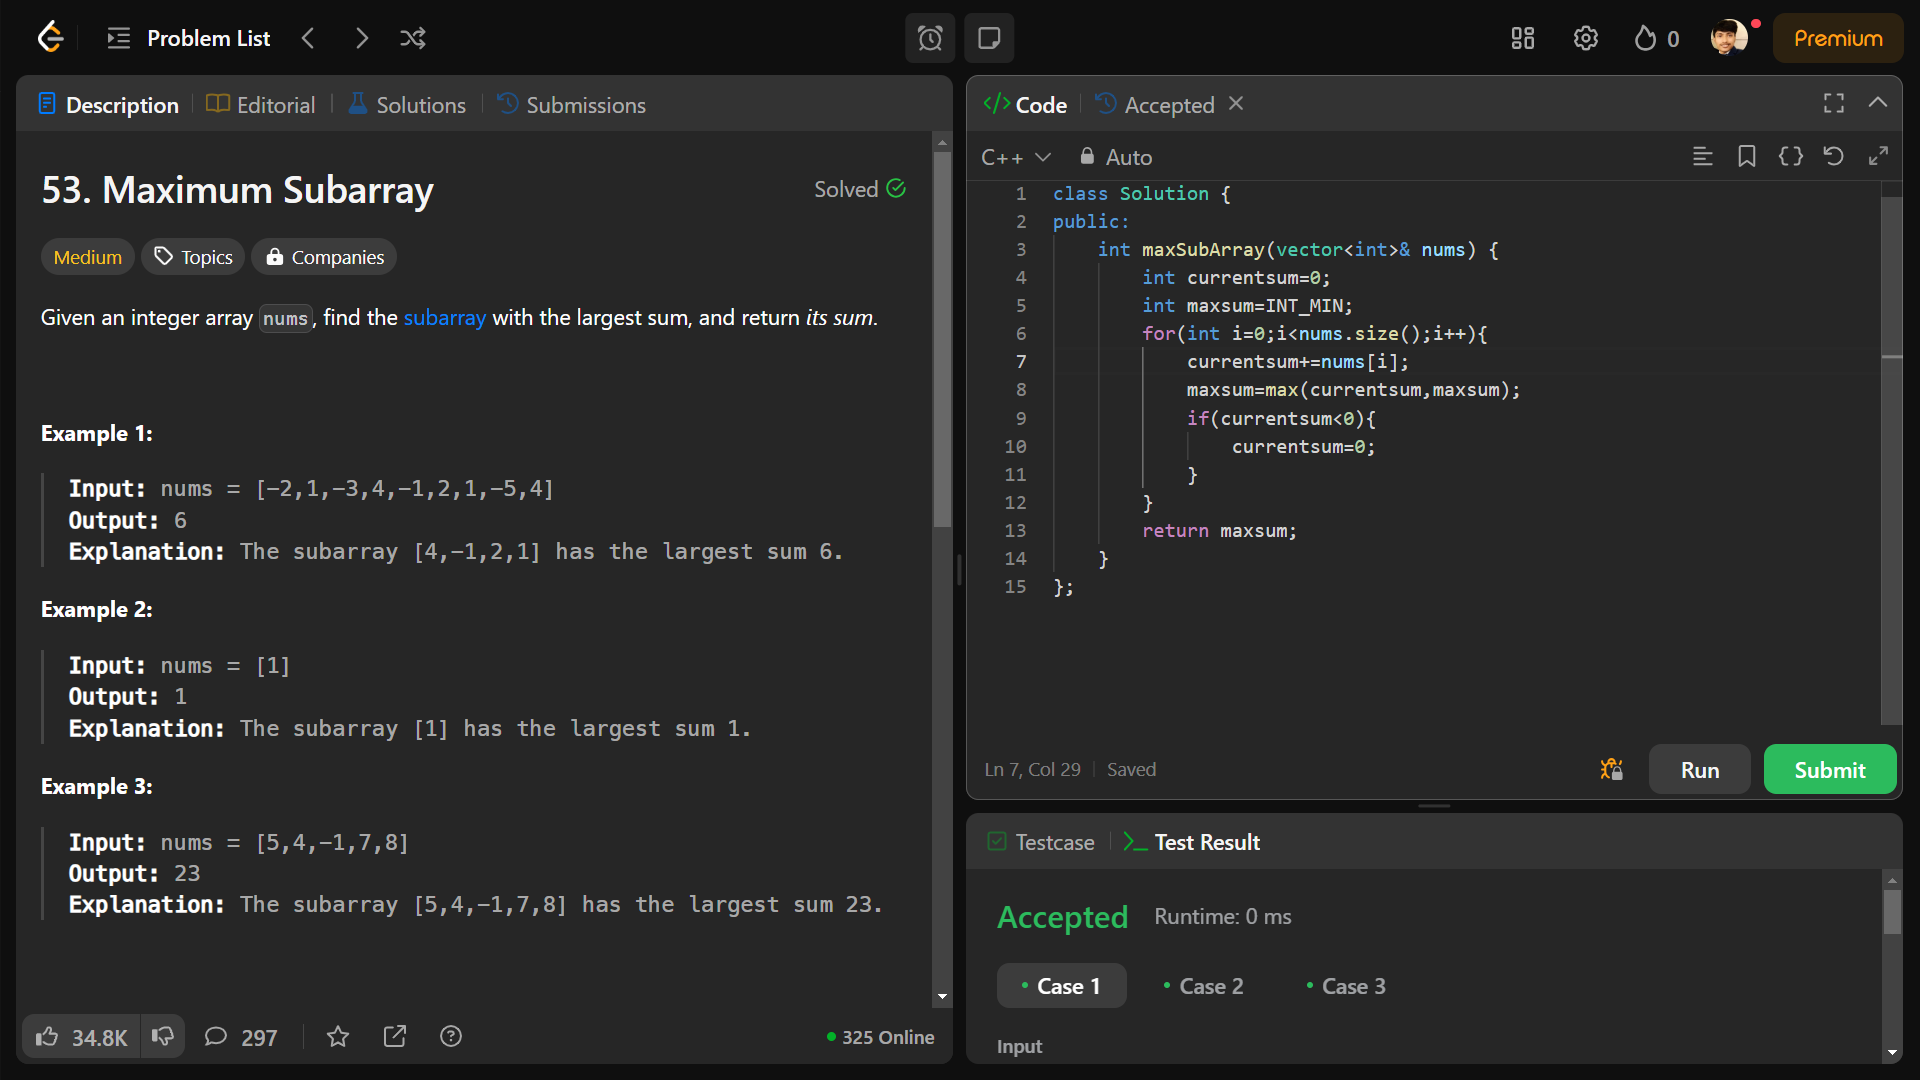 Problem List
0
Premium
Description
Editorial
Solutions
Submissions
53. Maximum Subarray
Solved
Medium
Topics
Companies
Given an integer array nums, find the subarray with the largest sum, and return its sum.
Example 1:
Input: nums = [-2,1,-3,4,-1,2,1,-5,4]
Output: 6
Explanation: The subarray [4,-1,2,1] has the largest sum 6.
Example 2:
Input: nums = [1]
Output: 1
Explanation: The subarray [1] has the largest sum 1.
Example 3:
Input: nums = [5,4,-1,7,8]
Output: 23
Explanation: The subarray [5,4,-1,7,8] has the largest sum 23.
34.8K
297
325 Online
</> Code
Accepted
C++
Auto
1 class Solution {
2 public:
3     int maxSubArray(vector<int>& nums) {
4         int currentsum=0;
5         int maxsum=INT_MIN;
6         for(int i=0;i<nums.size();i++){
7             currentsum+=nums[i];
8             maxsum=max(currentsum,maxsum);
9             if(currentsum<0){
10                 currentsum=0;
11             }
12         }
13         return maxsum;
14     }
15 };
Ln 7, Col 29
Saved
Run
Submit
Testcase
Test Result
Accepted
Runtime: 0 ms
Case 1
Case 2
Case 3
Input